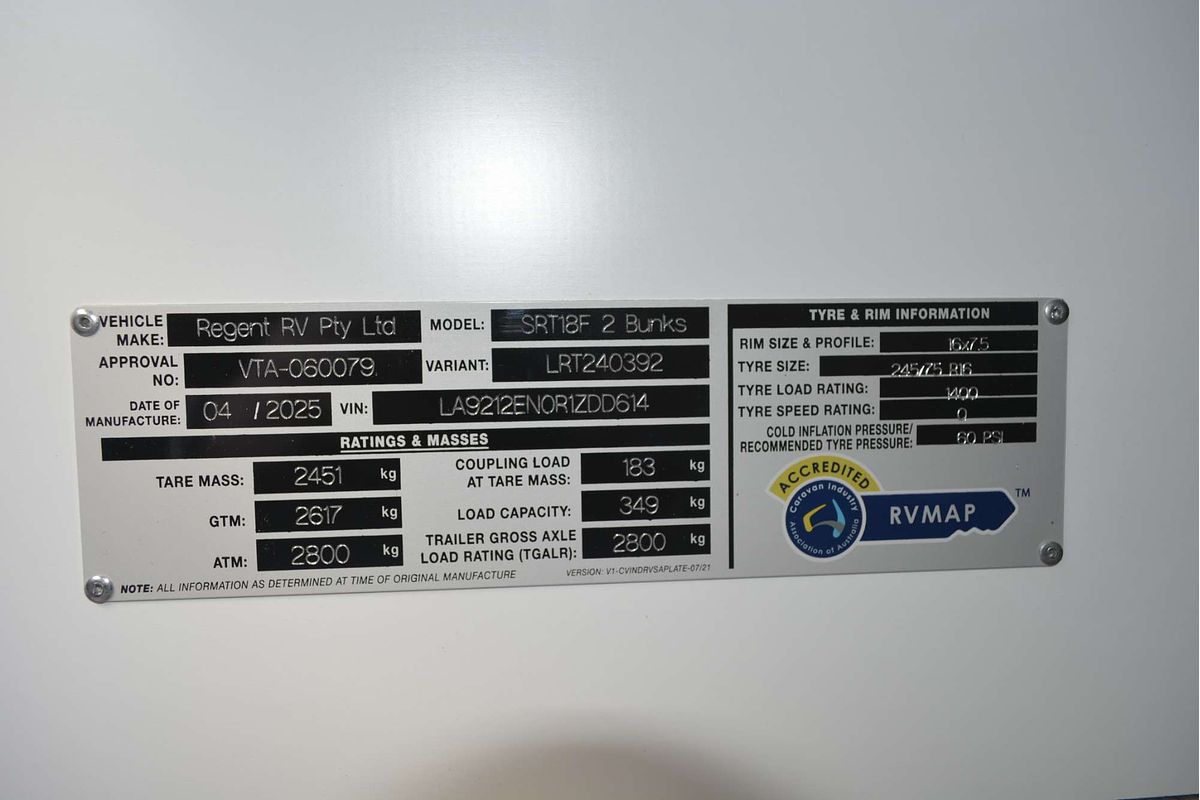 VEHICLE MAKE: Regent RV Pty Ltd MODEL: SRT18F 2 Bunks
APPROVAL NO: VTA-060079 VARIANT: LRT240392
DATE OF MANUFACTURE: 04 / 2025 VIN: LA9212EN0R1ZDD614
RATINGS & MASSES
TARE MASS: 2451 kg COUPLING LOAD AT TARE MASS: 183 kg
GTM: 2617 kg LOAD CAPACITY: 349 kg
ATM: 2800 kg TRAILER GROSS AXLE LOAD RATING (TGALR): 2800 kg
NOTE: ALL INFORMATION AS DETERMINED AT TIME OF ORIGINAL MANUFACTURE VERSION: V1-CVINDRVSAPLATE-07/21
TYRE & RIM INFORMATION
RIM SIZE & PROFILE: 16x7.5
TYRE SIZE: 245/75 R16
TYRE LOAD RATING: 1400
TYRE SPEED RATING: Q
COLD INFLATION PRESSURE/
RECOMMENDED TYRE PRESSURE: 60 PSI
ACCREDITED
Caravan Industry
Association of Australia
RVMAP ™